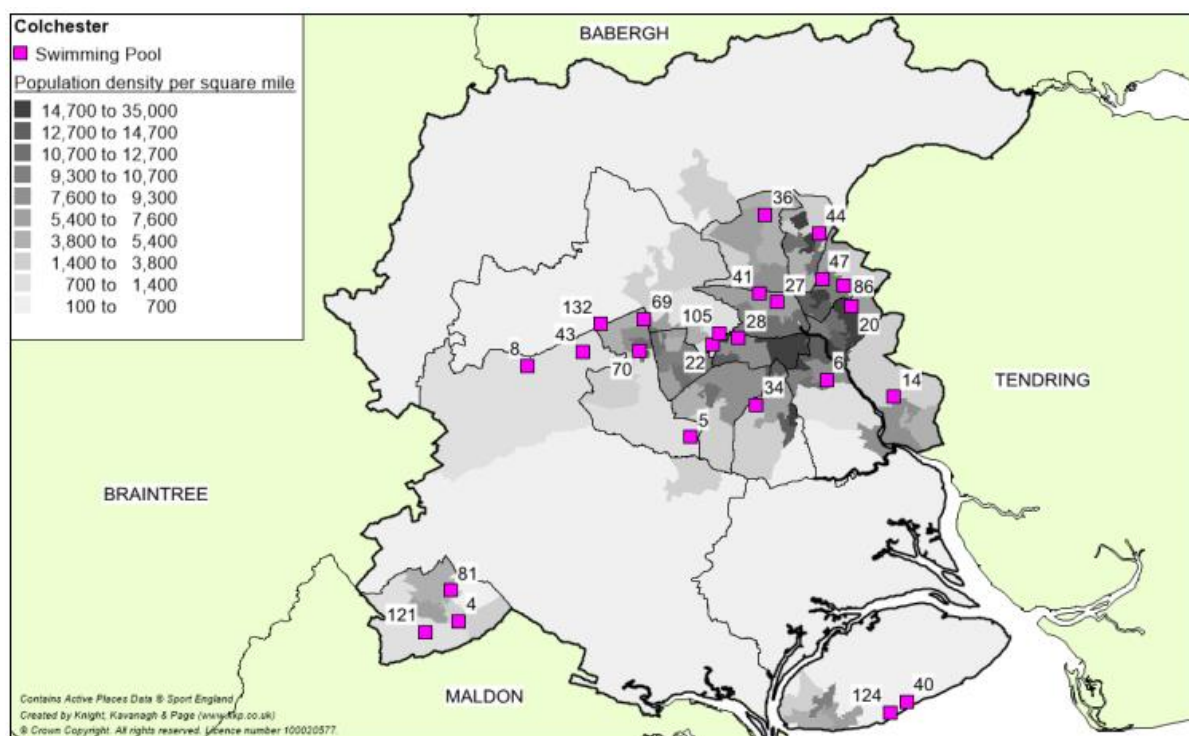 Colchester
Swimming Pool
Population density per square mile
14,700 to 35,000
12,700 to 14,700
10,700 to 12,700
9,300 to 10,700
7,600 to 9,300
5,400 to 7,600
3,800 to 5,400
1,400 to 3,800
700 to 1,400
100 to 700
BABERGH
36
44
47
41
27
86
132
69
105
28
20
43
8
70
22
6
14
34
TENDRING
5
BRAINTREE
81
4
121
MALDON
124
40
Contains Active Places Data ® Sport England
Created by Knight, Kavanagh & Page (www.kkp.co.uk)
® Crown Copyright. All rights reserved. Licence number 100020577.